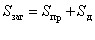 Sзаг = Sпр + Sд